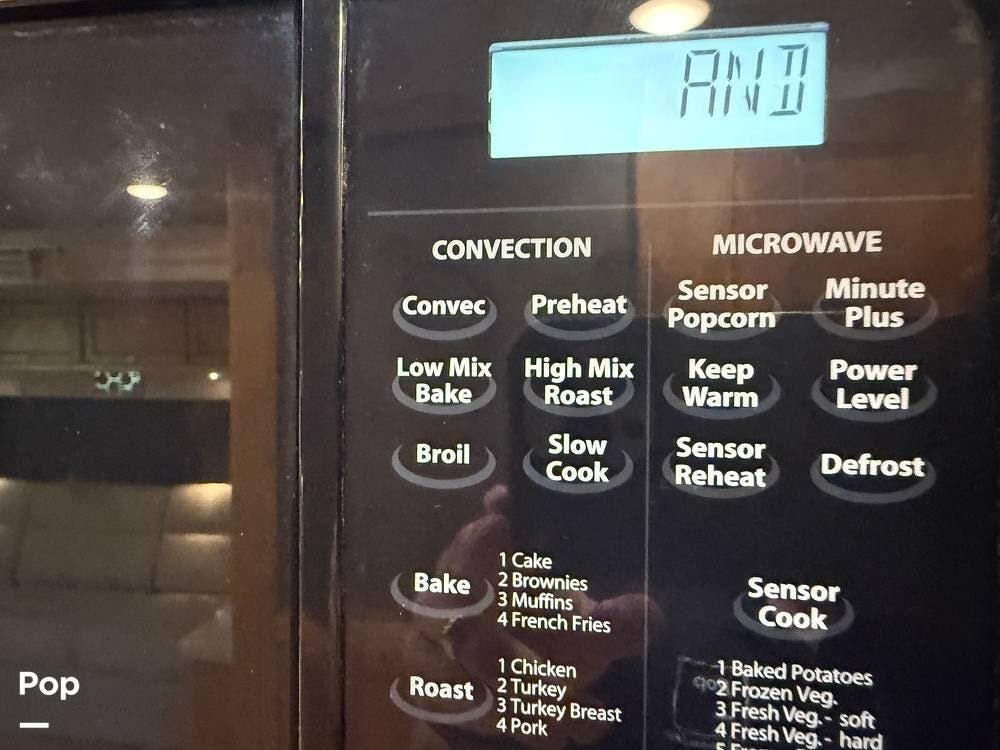 AND
CONVECTION
MICROWAVE
Convec
Preheat
Sensor
Popcorn
Minute
Plus
Low Mix
Bake
High Mix
Roast
Keep
Warm
Power
Level
Broil
Slow
Cook
Sensor
Reheat
Defrost
Bake
1 Cake
2 Brownies
3 Muffins
4 French Fries
Sensor
Cook
Roast
1 Chicken
2 Turkey
3 Turkey Breast
4 Pork
1 Baked Potatoes
2 Frozen Veg.
3 Fresh Veg.- soft
4 Fresh Veg.- hard
Pop